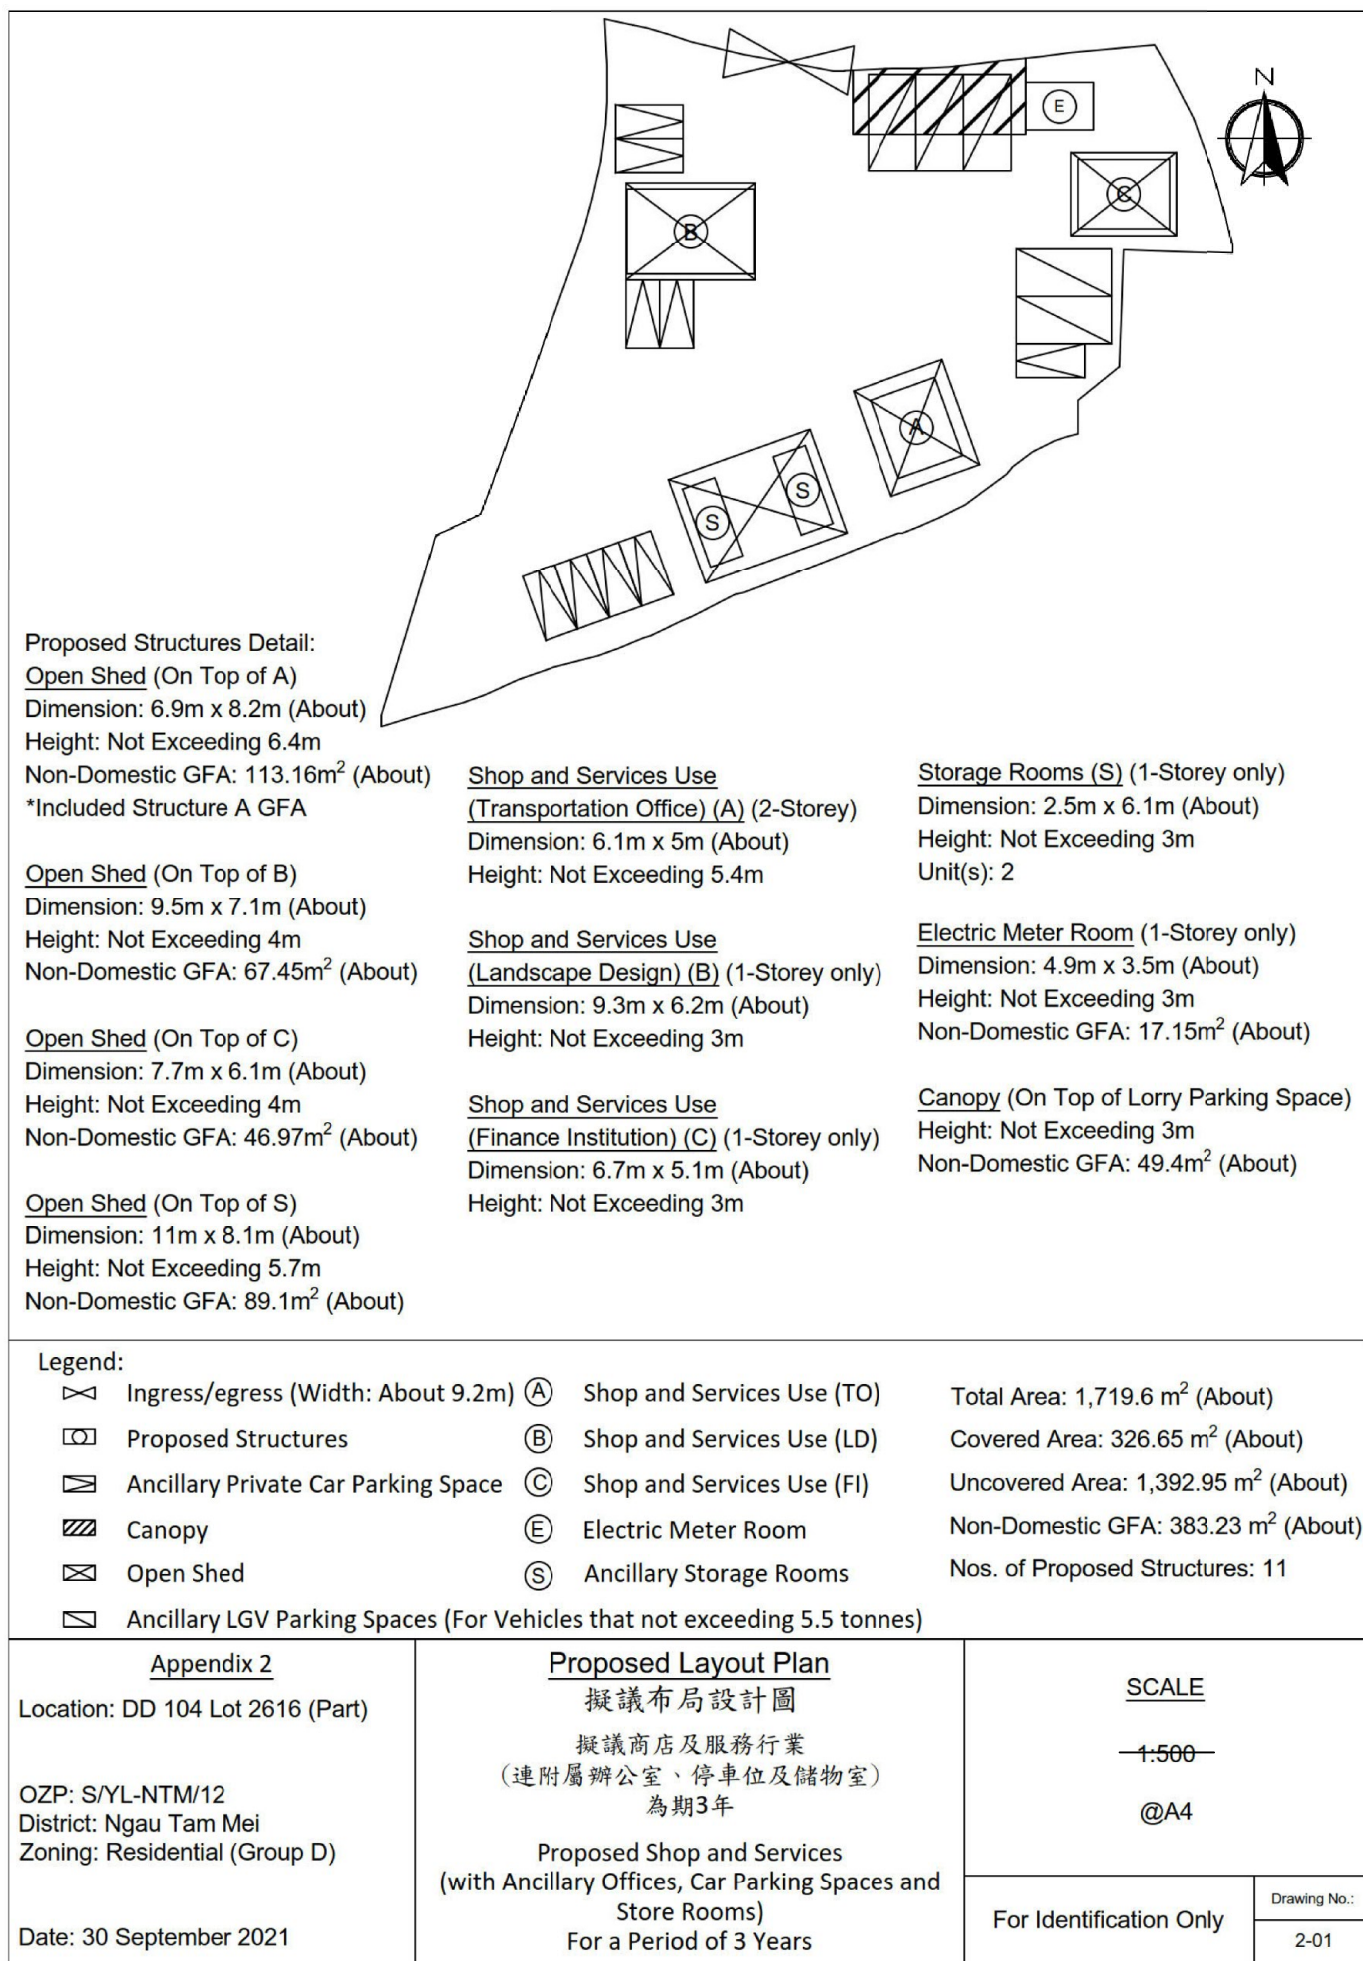 N
E
C
B
A
S
S
Proposed Structures Detail:
Open Shed (On Top of A)
Dimension: 6.9m x 8.2m (About)
Height: Not Exceeding 6.4m
Non-Domestic GFA: 113.16m² (About)
*Included Structure A GFA
Open Shed (On Top of B)
Dimension: 9.5m x 7.1m (About)
Height: Not Exceeding 4m
Non-Domestic GFA: 67.45m² (About)
Open Shed (On Top of C)
Dimension: 7.7m x 6.1m (About)
Height: Not Exceeding 4m
Non-Domestic GFA: 46.97m² (About)
Open Shed (On Top of S)
Dimension: 11m x 8.1m (About)
Height: Not Exceeding 5.7m
Non-Domestic GFA: 89.1m² (About)
Shop and Services Use
(Transportation Office) (A) (2-Storey)
Dimension: 6.1m x 5m (About)
Height: Not Exceeding 5.4m
Shop and Services Use
(Landscape Design) (B) (1-Storey only)
Dimension: 9.3m x 6.2m (About)
Height: Not Exceeding 3m
Shop and Services Use
(Finance Institution) (C) (1-Storey only)
Dimension: 6.7m x 5.1m (About)
Height: Not Exceeding 3m
Storage Rooms (S) (1-Storey only)
Dimension: 2.5m x 6.1m (About)
Height: Not Exceeding 3m
Unit(s): 2
Electric Meter Room (1-Storey only)
Dimension: 4.9m x 3.5m (About)
Height: Not Exceeding 3m
Non-Domestic GFA: 17.15m² (About)
Canopy (On Top of Lorry Parking Space)
Height: Not Exceeding 3m
Non-Domestic GFA: 49.4m² (About)
Legend:
Ingress/egress (Width: About 9.2m)
Proposed Structures
Ancillary Private Car Parking Space
Canopy
Open Shed
Ancillary LGV Parking Spaces (For Vehicles that not exceeding 5.5 tonnes)
A Shop and Services Use (TO)
B Shop and Services Use (LD)
C Shop and Services Use (FI)
E Electric Meter Room
S Ancillary Storage Rooms
Total Area: 1,719.6 m² (About)
Covered Area: 326.65 m² (About)
Uncovered Area: 1,392.95 m² (About)
Non-Domestic GFA: 383.23 m² (About)
Nos. of Proposed Structures: 11
Appendix 2
Location: DD 104 Lot 2616 (Part)
OZP: S/YL-NTM/12
District: Ngau Tam Mei
Zoning: Residential (Group D)
Date: 30 September 2021
Proposed Layout Plan
擬議布局設計圖
擬議商店及服務行業
(連附屬辦公室、停車位及儲物室)
為期3年
Proposed Shop and Services
(with Ancillary Offices, Car Parking Spaces and
Store Rooms)
For a Period of 3 Years
SCALE
1:500
@A4
For Identification Only
Drawing No.:
2-01